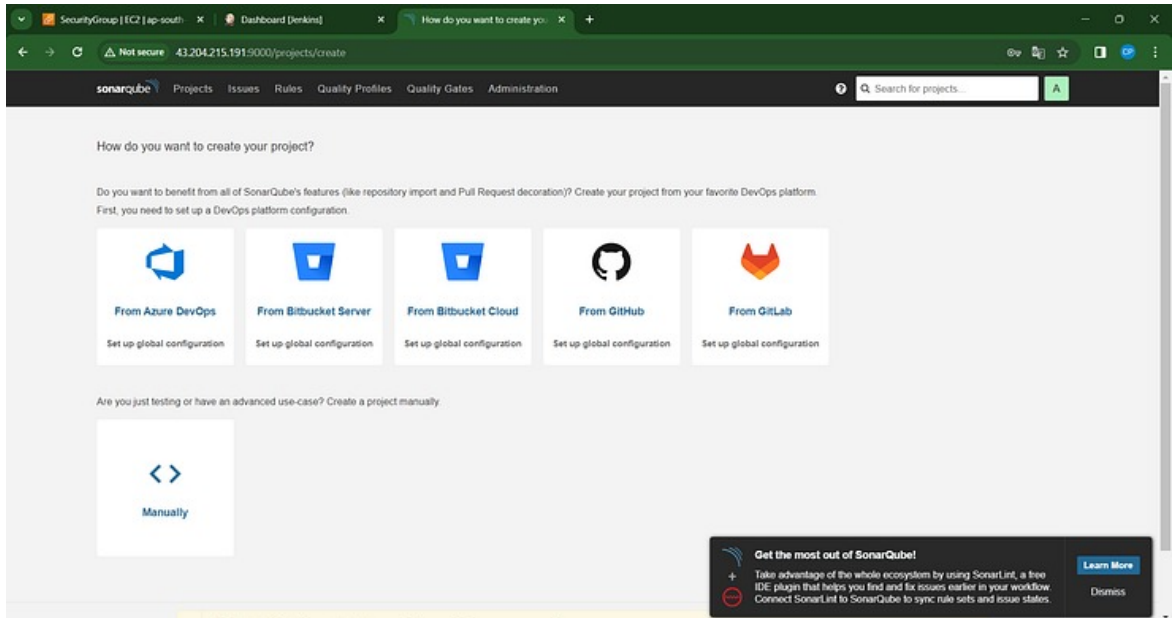 SecurityGroup | EC2 | ap-south-
Dashboard [Jenkins]
How do you want to create you
Not secure 43.204.215.191:9000/projects/create
CP
sonarqube Projects Issues Rules Quality Profiles Quality Gates Administration
Search for projects...
A
How do you want to create your project?
Do you want to benefit from all of SonarQube's features (like repository import and Pull Request decoration)? Create your project from your favorite DevOps platform.
First, you need to set up a DevOps platform configuration.
From Azure DevOps
Set up global configuration
From Bitbucket Server
Set up global configuration
From Bitbucket Cloud
Set up global configuration
From GitHub
Set up global configuration
From GitLab
Set up global configuration
Are you just testing or have an advanced use-case? Create a project manually.
Manually
Get the most out of SonarQube!
Take advantage of the whole ecosystem by using SonarLint, a free
IDE plugin that helps you find and fix issues earlier in your workflow.
Connect SonarLint to SonarQube to sync rule sets and issue states.
Learn More
Dismiss